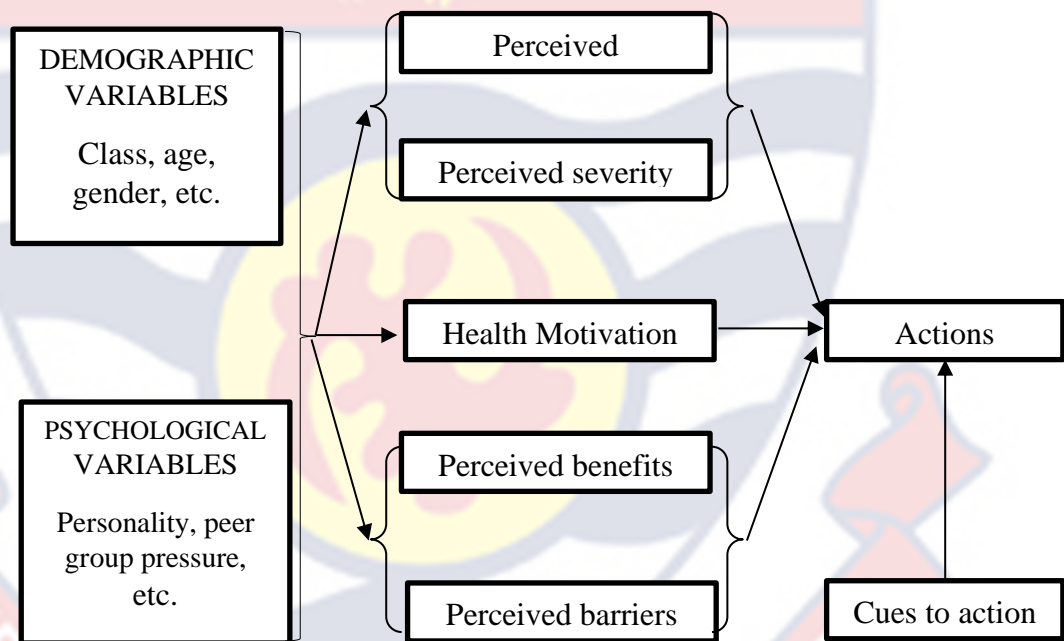 DEMOGRAPHIC
VARIABLES
Class, age,
gender, etc.
PSYCHOLOGICAL
VARIABLES
Personality, peer
group pressure,
etc.
Perceived
Perceived severity
Health Motivation
Perceived benefits
Perceived barriers
Actions
Cues to action